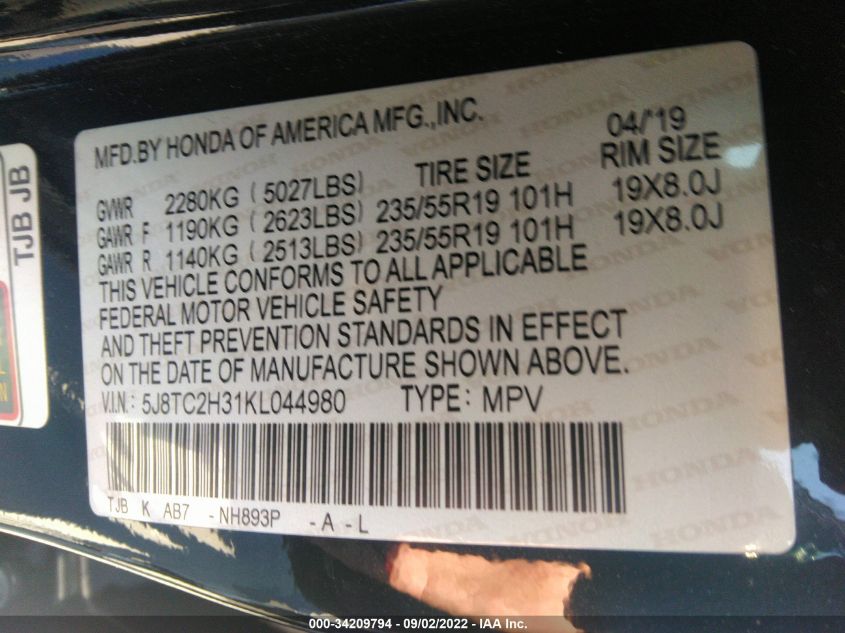 MFD.BY HONDA OF AMERICA MFG.,INC. 04/'19
TIRE SIZE RIM SIZE
GVWR 2280KG ( 5027LBS)
GAWR F 1190KG ( 2623LBS) 235/55R19 101H 19X8.0J
GAWR R 1140KG ( 2513LBS) 235/55R19 101H 19X8.0J
THIS VEHICLE CONFORMS TO ALL APPLICABLE
FEDERAL MOTOR VEHICLE SAFETY
AND THEFT PREVENTION STANDARDS IN EFFECT
ON THE DATE OF MANUFACTURE SHOWN ABOVE.
V.I.N: 5J8TC2H31KL044980 TYPE: MPV
TJB K AB7 - NH893P - A - L
TJB JB
000-34209794 - 09/02/2022 - IAA Inc.